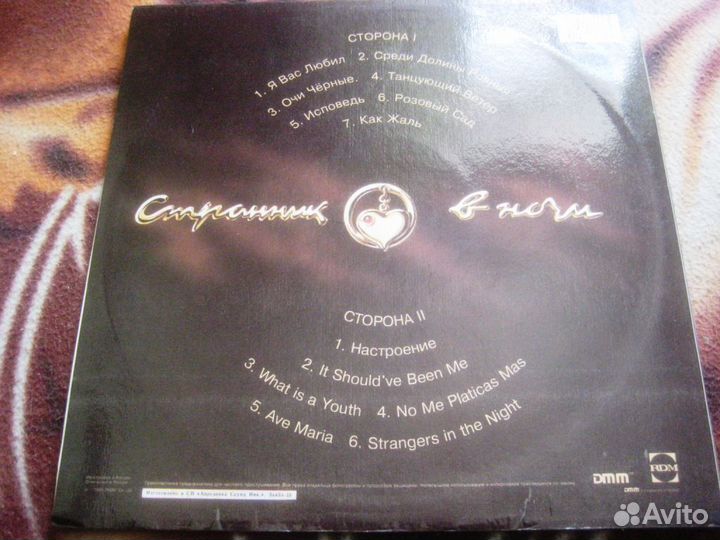 СТОРОНА I
1. Я Вас Любил 2. Среди Долины Ровны
3. Очи Чёрные. 4. Танцующий Ветер
5. Исповедь 6. Розовый Сад
7. Как Жаль
Странник в ночи
СТОРОНА II
1. Настроение
2. It Should've Been Me
3. What is a Youth 4. No Me Platicas Mas
5. Ave Maria 6. Strangers in the Night
DMM
DMM
RDM
Avito